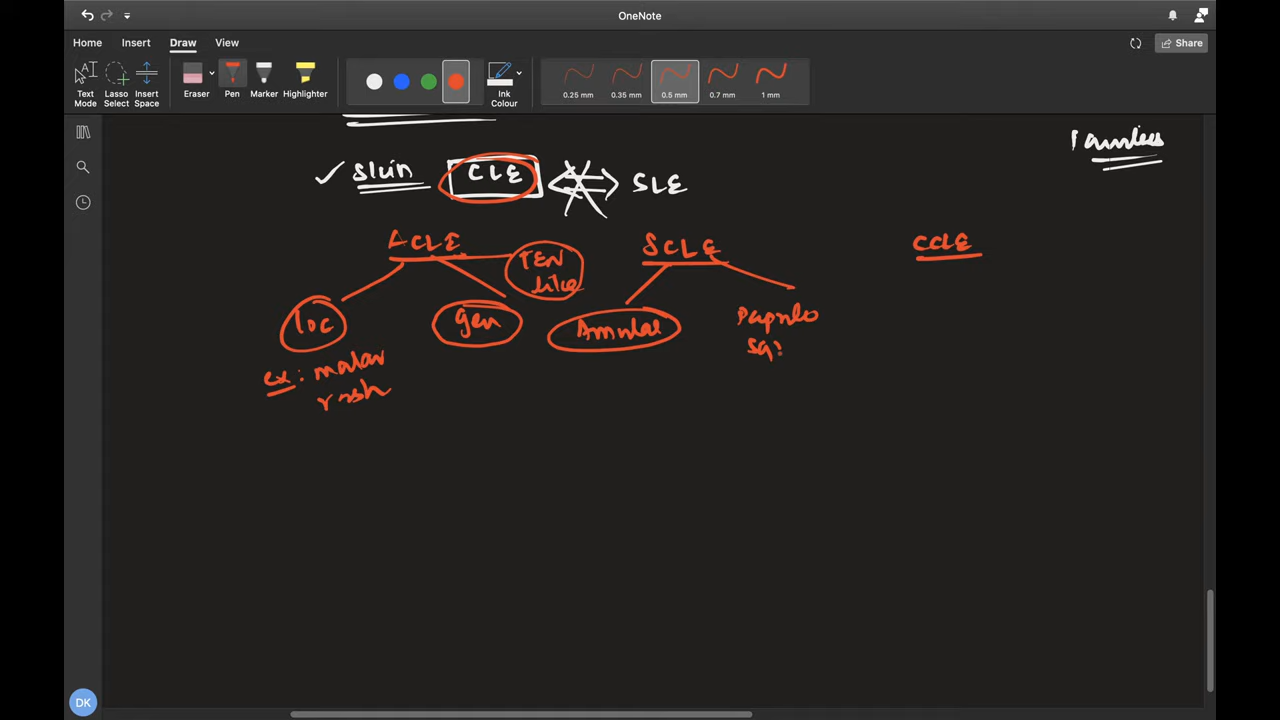 OneNote
Home Insert Draw View
Share
Text Mode
Lasso Select
Insert Space
Eraser
Pen
Marker
Highlighter
Ink Colour
0.25 mm 0.35 mm 0.5 mm 0.7 mm 1 mm
Painless
✓ Skin CLE SLE
ACLE TEN like SCLE CCLE
loc gen Annular Papulo
sq
ex: malar
rash
DK